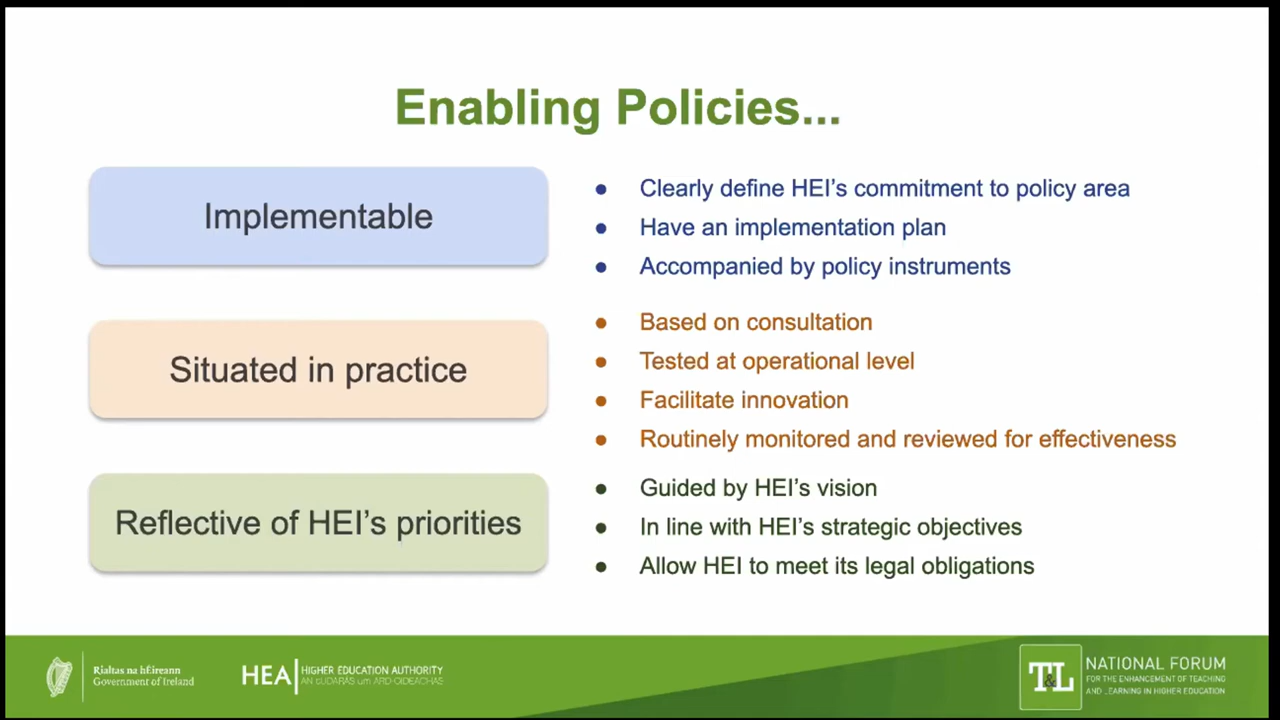 Enabling Policies...
Implementable
● Clearly define HEI's commitment to policy area
● Have an implementation plan
● Accompanied by policy instruments
Situated in practice
● Based on consultation
● Tested at operational level
● Facilitate innovation
● Routinely monitored and reviewed for effectiveness
Reflective of HEI's priorities
● Guided by HEI's vision
● In line with HEI's strategic objectives
● Allow HEI to meet its legal obligations
Rialtas na hÉireann
Government of Ireland
HEA
HIGHER EDUCATION AUTHORITY
AN tÚDARÁS um ARD-OIDEACHAS
T&L
NATIONAL FORUM
FOR THE ENHANCEMENT OF TEACHING
AND LEARNING IN HIGHER EDUCATION